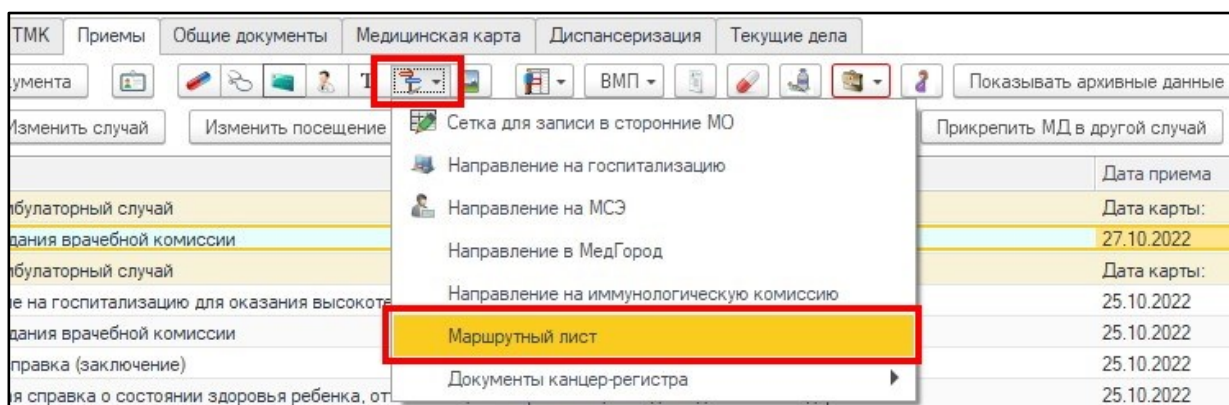 ТМК Приемы Общие документы Медицинская карта Диспансеризация Текущие дела
умента Т ВМП Показывать архивные данные
Изменить случай Изменить посещение Прикрепить МД в другой случай
Сетка для записи в сторонние МО
Направление на госпитализацию
Направление на МСЭ
Направление в МедГород
Направление на иммунологическую комиссию
Маршрутный лист
Документы канцер-регистра
Дата приема
мбулаторный случай Дата карты:
дания врачебной комиссии 27.10.2022
мбулаторный случай Дата карты:
е на госпитализацию для оказания высокоте 25.10.2022
дания врачебной комиссии 25.10.2022
правка (заключение) 25.10.2022
я справка о состоянии здоровья ребенка, от 25.10.2022